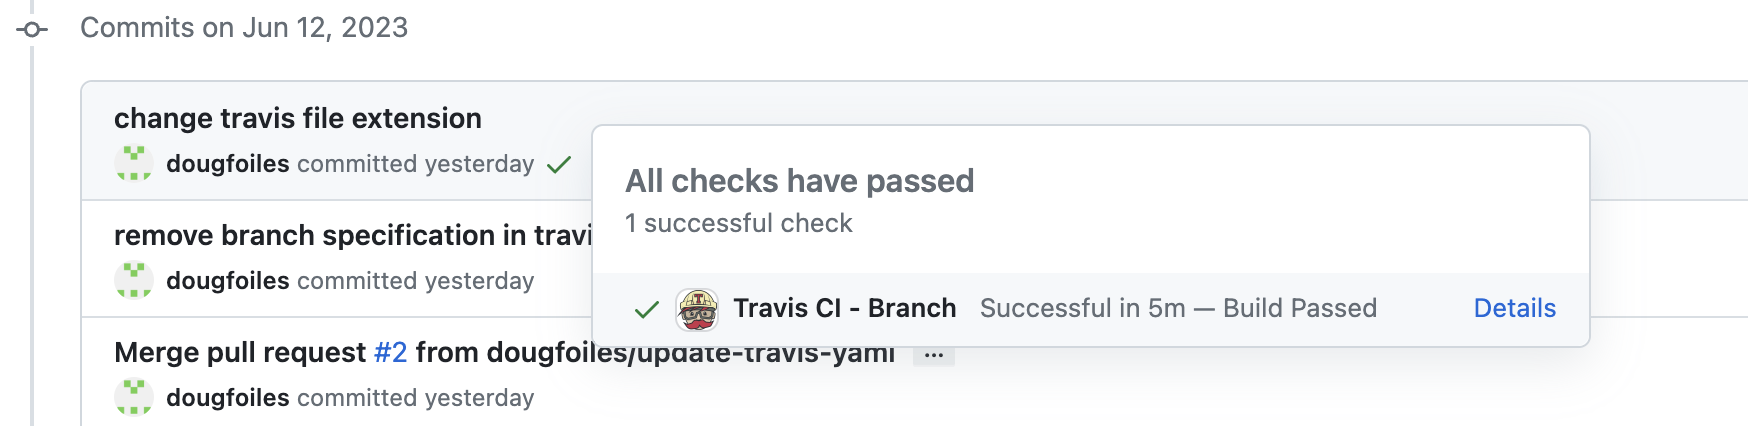 Commits on Jun 12, 2023
change travis file extension
dougfoiles committed yesterday
All checks have passed
1 successful check
remove branch specification in travi
dougfoiles committed yesterday
Travis CI - Branch Successful in 5m — Build Passed Details
Merge pull request #2 from dougfoiles/update-travis-yaml ...
dougfoiles committed yesterday